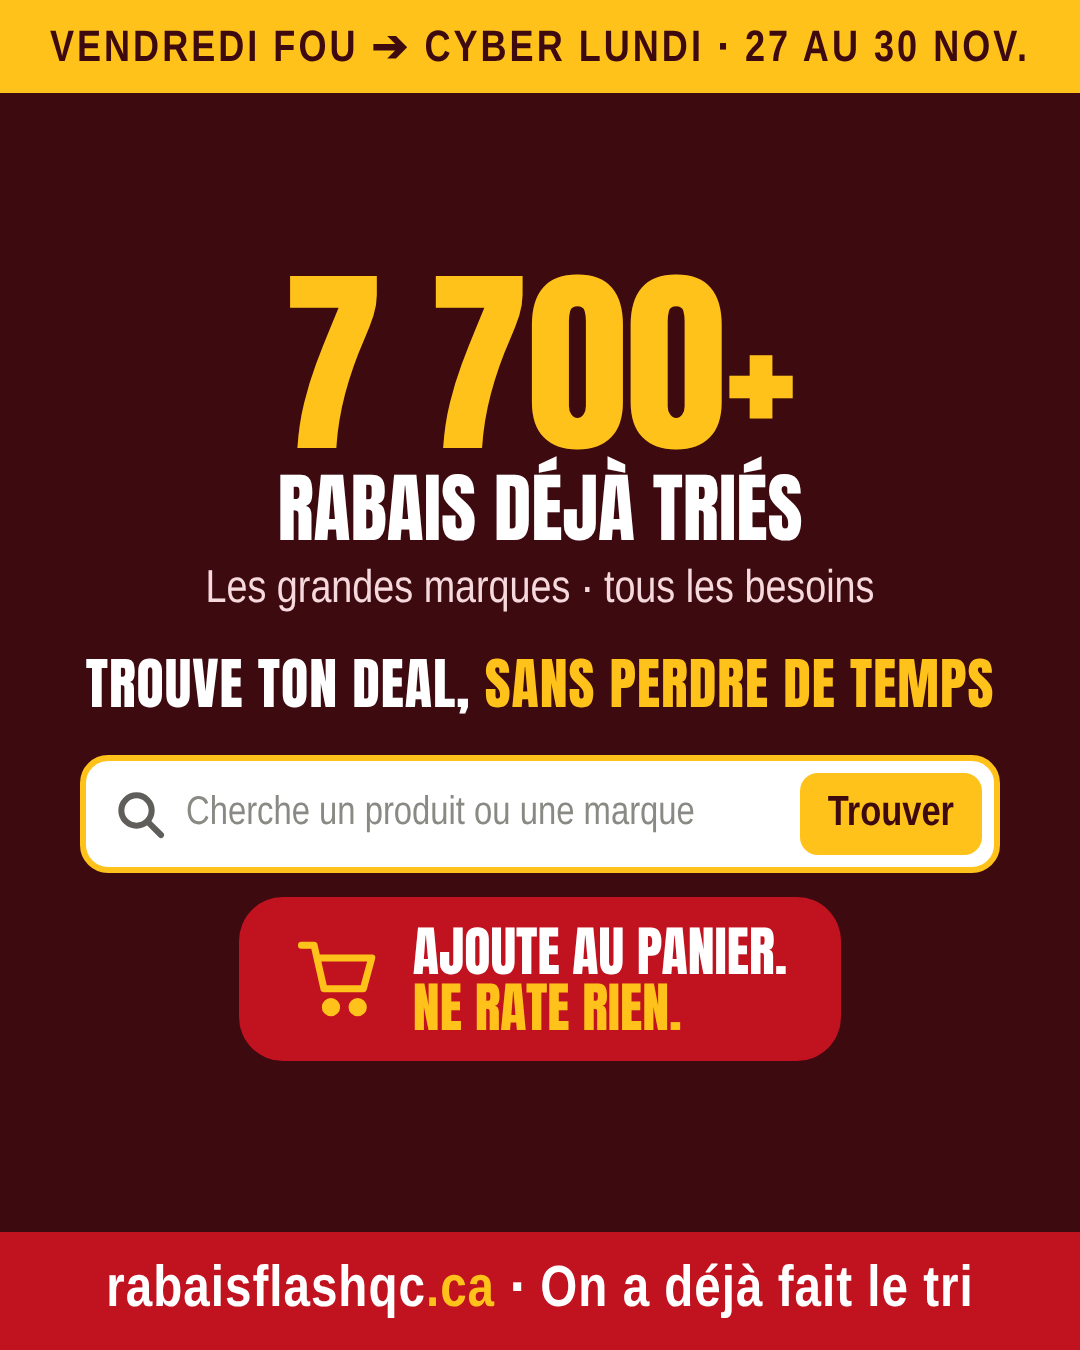 VENDREDI FOU ➔ CYBER LUNDI · 27 AU 30 NOV.
7 700+
RABAIS DÉJÀ TRIÉS
Les grandes marques · tous les besoins
TROUVE TON DEAL, SANS PERDRE DE TEMPS
Cherche un produit ou une marque Trouver
AJOUTE AU PANIER.
NE RATE RIEN.
rabaisflashqc.ca · On a déjà fait le tri